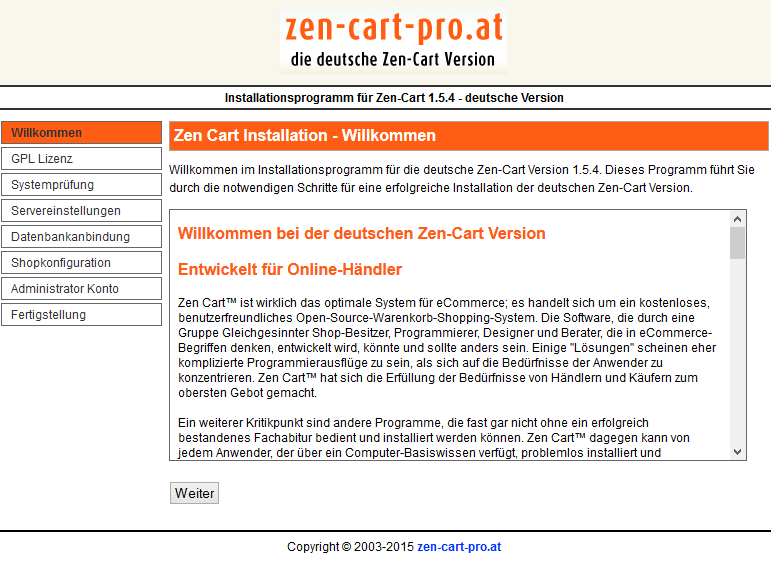 zen-cart-pro.at
die deutsche Zen-Cart Version
Installationsprogramm für Zen-Cart 1.5.4 - deutsche Version
Willkommen
GPL Lizenz
Systemprüfung
Servereinstellungen
Datenbankanbindung
Shopkonfiguration
Administrator Konto
Fertigstellung
Zen Cart Installation - Willkommen
Willkommen im Installationsprogramm für die deutsche Zen-Cart Version 1.5.4. Dieses Programm führt Sie
durch die notwendigen Schritte für eine erfolgreiche Installation der deutschen Zen-Cart Version.
Willkommen bei der deutschen Zen-Cart Version
Entwickelt für Online-Händler
Zen Cart™ ist wirklich das optimale System für eCommerce; es handelt sich um ein kostenloses,
benutzerfreundliches Open-Source-Warenkorb-Shopping-System. Die Software, die durch eine
Gruppe Gleichgesinnter Shop-Besitzer, Programmierer, Designer und Berater, die in eCommerce-
Begriffen denken, entwickelt wird, könnte und sollte anders sein. Einige "Lösungen" scheinen eher
komplizierte Programmierausflüge zu sein, als sich auf die Bedürfnisse der Anwender zu
konzentrieren. Zen Cart™ hat sich die Erfüllung der Bedürfnisse von Händlern und Käufern zum
obersten Gebot gemacht.
Ein weiterer Kritikpunkt sind andere Programme, die fast gar nicht ohne ein erfolgreich
bestandenes Fachabitur bedient und installiert werden können. Zen Cart™ dagegen kann von
jedem Anwender, der über ein Computer-Basiswissen verfügt, problemlos installiert und
Weiter
Copyright © 2003-2015 zen-cart-pro.at